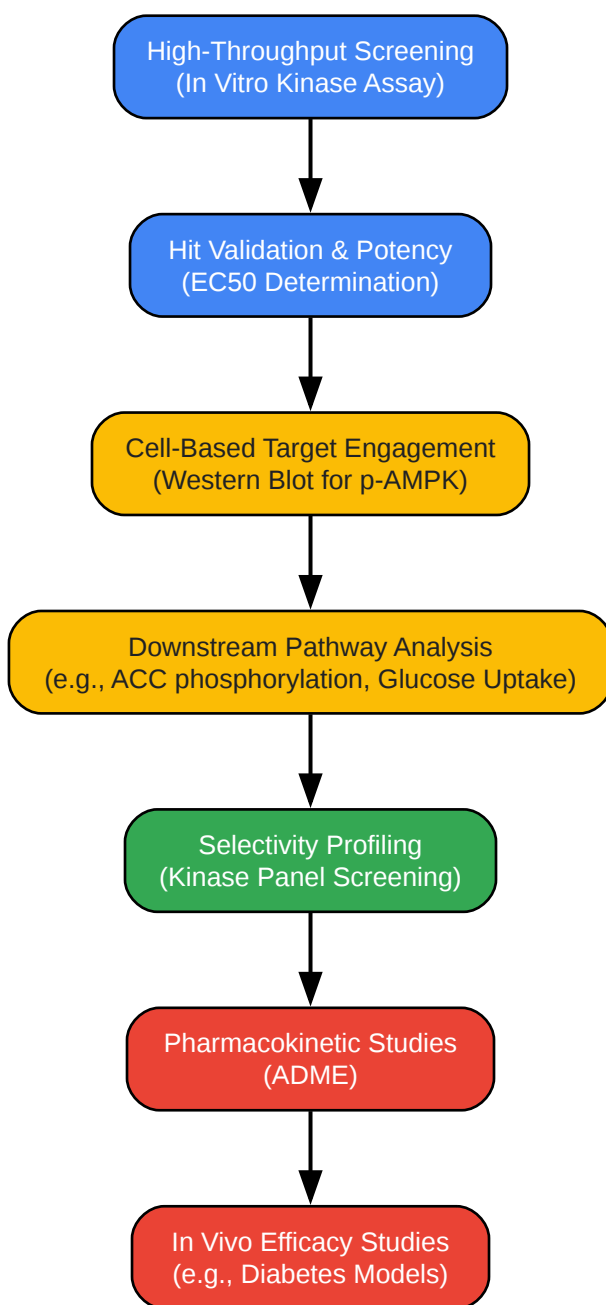 High-Throughput Screening
(In Vitro Kinase Assay)
Hit Validation & Potency
(EC50 Determination)
Cell-Based Target Engagement
(Western Blot for p-AMPK)
Downstream Pathway Analysis
(e.g., ACC phosphorylation, Glucose Uptake)
Selectivity Profiling
(Kinase Panel Screening)
Pharmacokinetic Studies
(ADME)
In Vivo Efficacy Studies
(e.g., Diabetes Models)